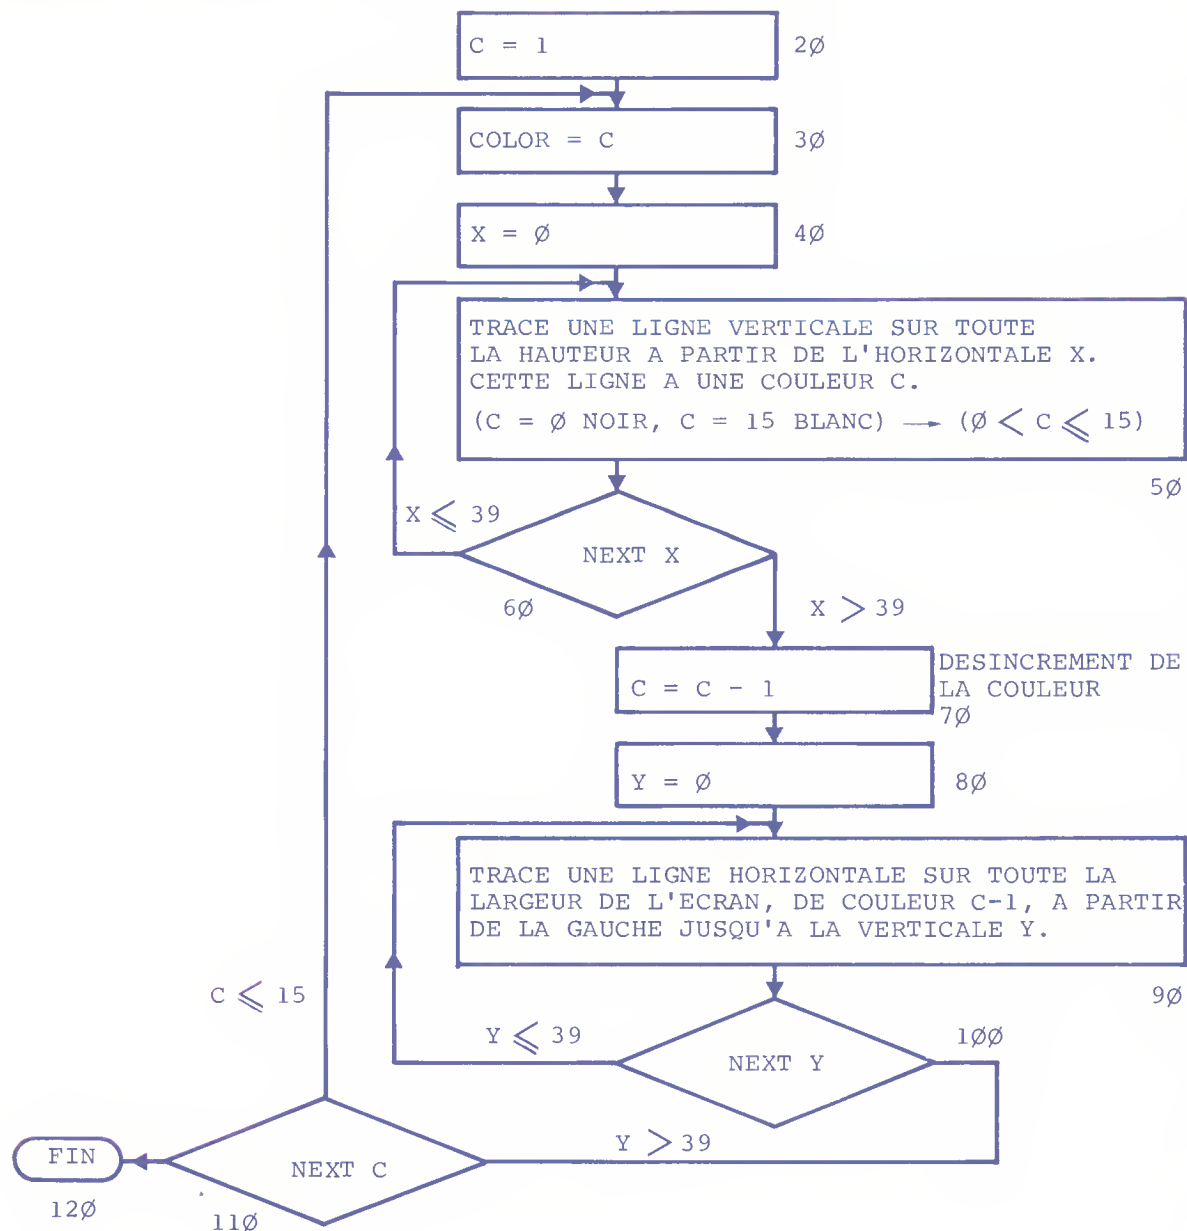 C = 1 2Ø
COLOR = C 3Ø
X = Ø 4Ø
TRACE UNE LIGNE VERTICALE SUR TOUTE
LA HAUTEUR A PARTIR DE L'HORIZONTALE X.
CETTE LIGNE A UNE COULEUR C.
(C = Ø NOIR, C = 15 BLANC) → (Ø < C ⩽ 15)
5Ø
X ⩽ 39
NEXT X
6Ø
X > 39
DESINCREMENT DE
C = C - 1 LA COULEUR
7Ø
Y = Ø 8Ø
TRACE UNE LIGNE HORIZONTALE SUR TOUTE LA
LARGEUR DE L'ECRAN, DE COULEUR C-1, A PARTIR
DE LA GAUCHE JUSQU'A LA VERTICALE Y.
9Ø
C ⩽ 15
Y ⩽ 39
1ØØ
NEXT Y
Y > 39
FIN
NEXT C
12Ø
11Ø